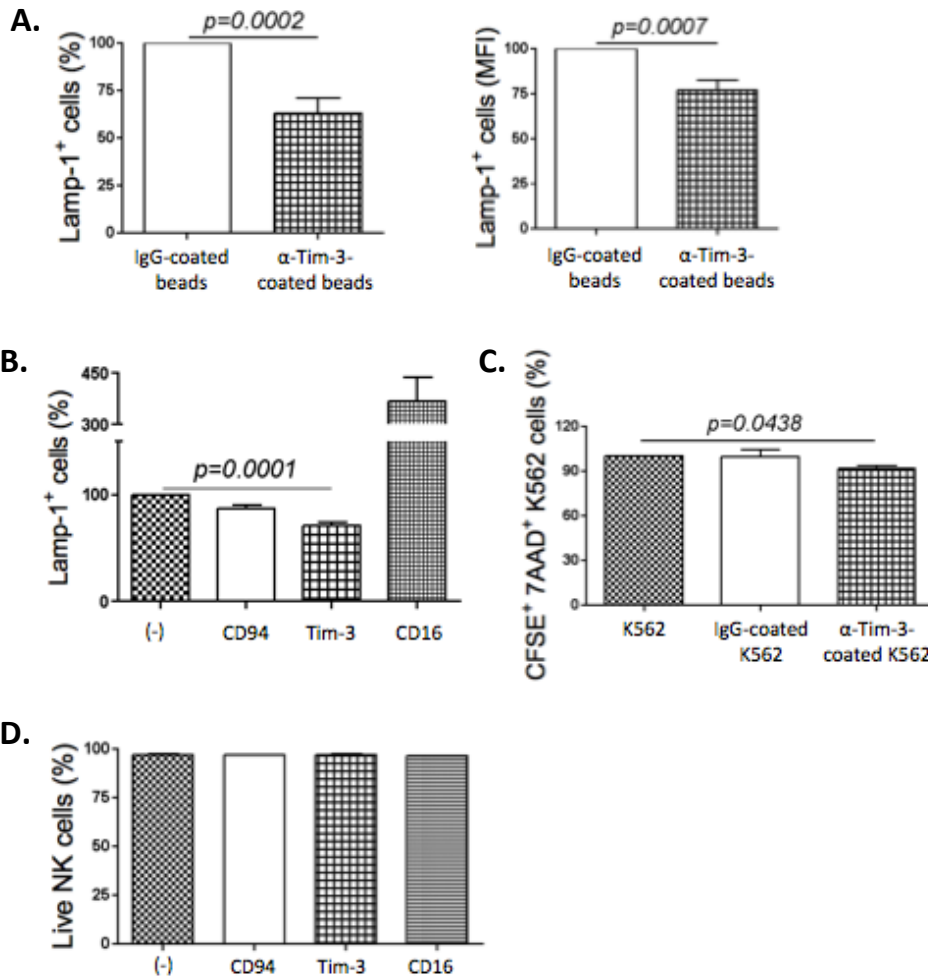 A.
p=0.0002
Lamp-1⁺ cells (%)
100
75
50
25
0
IgG-coated
beads
α-Tim-3-
coated beads
p=0.0007
Lamp-1⁺ cells (MFI)
100
75
50
25
0
IgG-coated
beads
α-Tim-3-
coated beads
B.
Lamp-1⁺ cells (%)
450
300
100
0
p=0.0001
(-)
CD94
Tim-3
CD16
C.
CFSE⁺ 7AAD⁺ K562 cells (%)
120
90
60
30
0
p=0.0438
K562
IgG-coated
K562
α-Tim-3-
coated K562
D.
Live NK cells (%)
100
75
50
25
0
(-)
CD94
Tim-3
CD16